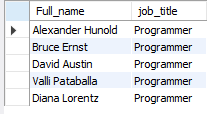 Full_name job_title
Alexander Hunold Programmer
Bruce Ernst Programmer
David Austin Programmer
Valli Pataballa Programmer
Diana Lorentz Programmer